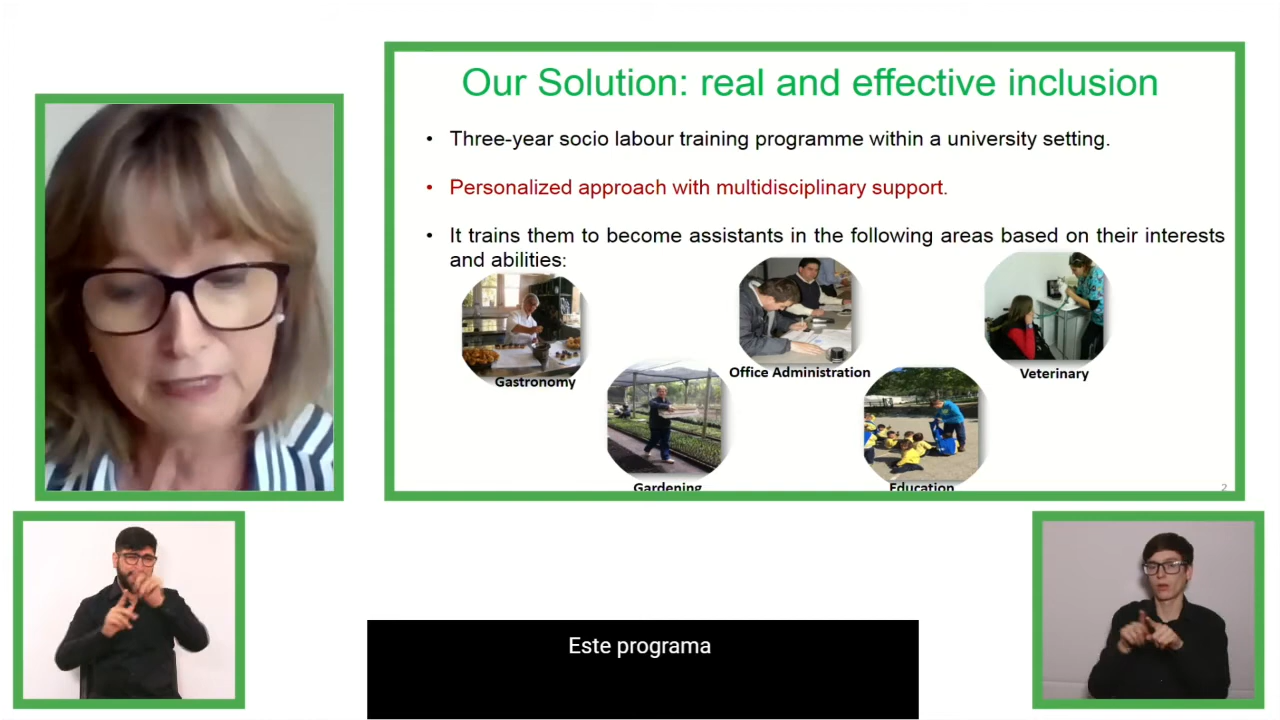 Our Solution: real and effective inclusion
• Three-year socio labour training programme within a university setting.
• Personalized approach with multidisciplinary support.
• It trains them to become assistants in the following areas based on their interests
and abilities:
Gastronomy
Office Administration
Veterinary
Gardening
Education
2
Este programa